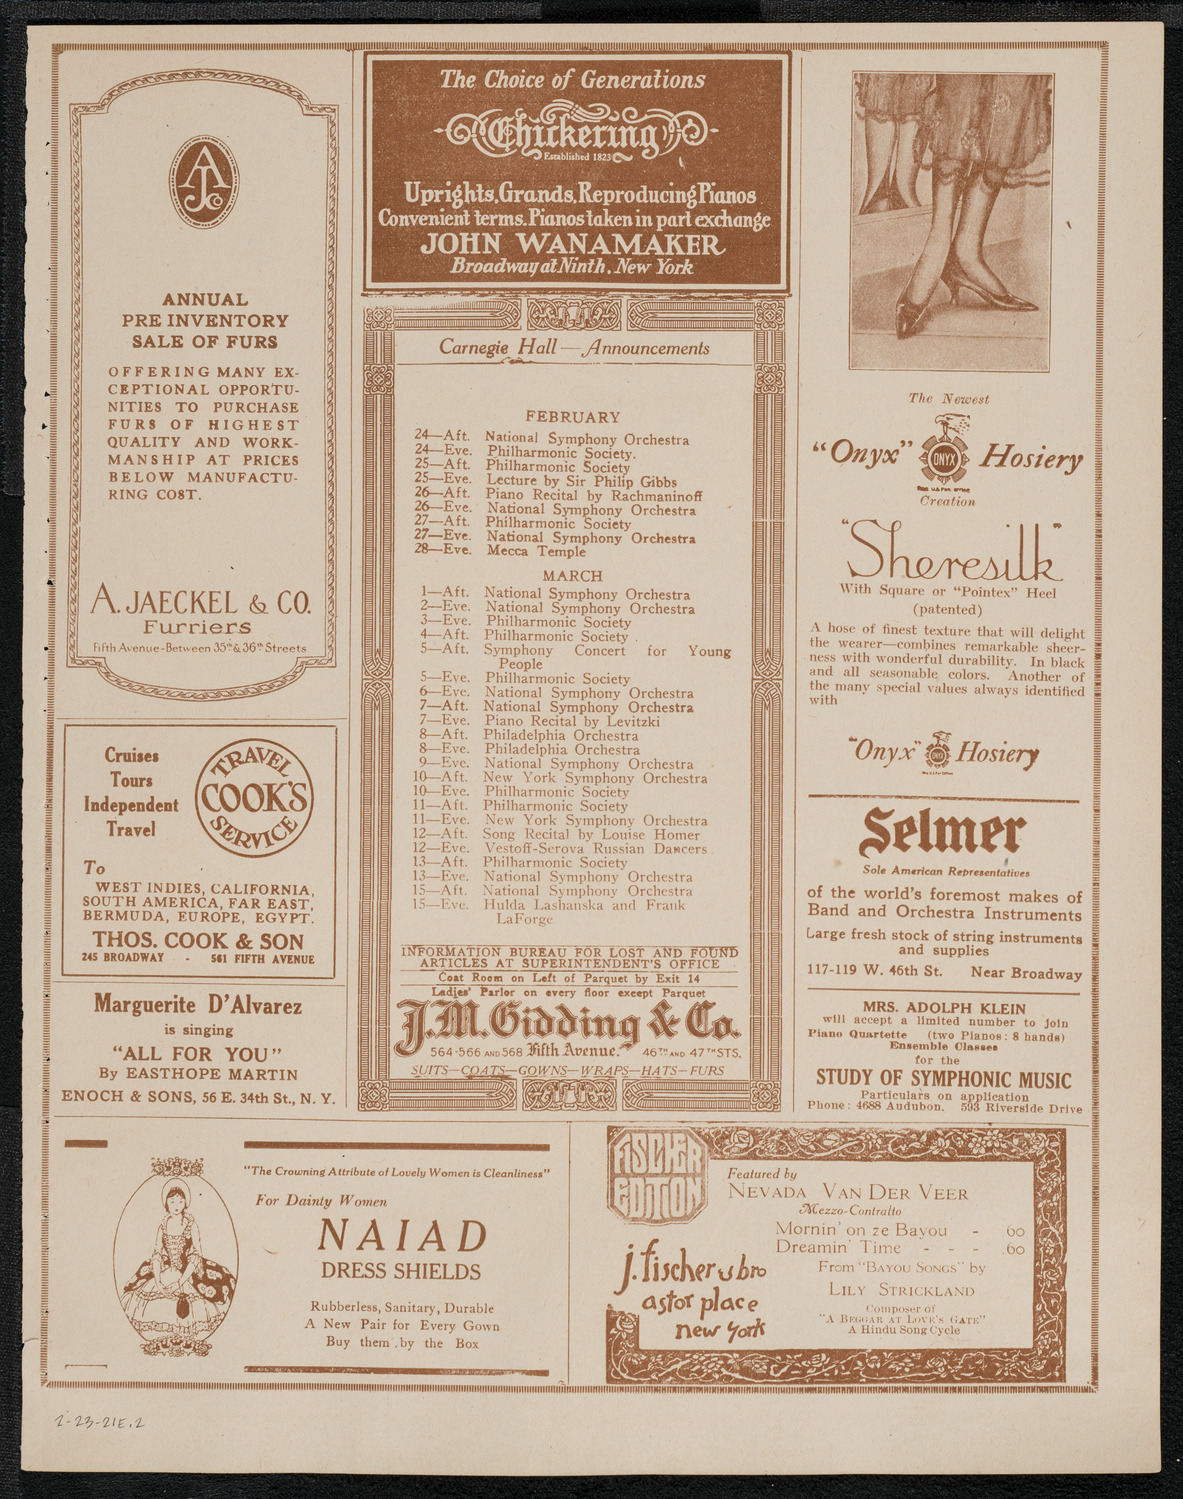 AJCo
ANNUAL
PRE INVENTORY
SALE OF FURS
OFFERING MANY EX-
CEPTIONAL OPPORTU-
NITIES TO PURCHASE
FURS OF HIGHEST
QUALITY AND WORK-
MANSHIP AT PRICES
BELOW MANUFACTU-
RING COST.
A. JAECKEL & CO.
Furriers
Fifth Avenue-Between 35th & 36th Streets
Cruises
Tours
Independent
Travel
TRAVEL
COOK'S
SERVICE
To
WEST INDIES, CALIFORNIA,
SOUTH AMERICA, FAR EAST,
BERMUDA, EUROPE, EGYPT.
THOS. COOK & SON
245 BROADWAY - 561 FIFTH AVENUE
Marguerite D'Alvarez
is singing
"ALL FOR YOU"
By EASTHOPE MARTIN
ENOCH & SONS, 56 E. 34th St., N. Y.
The Choice of Generations
Chickering
Established 1823
Uprights, Grands, Reproducing Pianos
Convenient terms. Pianos taken in part exchange
JOHN WANAMAKER
Broadway at Ninth, New York
Carnegie Hall—Announcements
FEBRUARY
24—Aft. National Symphony Orchestra
24—Eve. Philharmonic Society.
25—Aft. Philharmonic Society
25—Eve. Lecture by Sir Philip Gibbs
26—Aft. Piano Recital by Rachmaninoff
26—Eve. National Symphony Orchestra
27—Aft. Philharmonic Society
27—Eve. National Symphony Orchestra
28—Eve. Mecca Temple
MARCH
1—Aft. National Symphony Orchestra
2—Eve. National Symphony Orchestra
3—Eve. Philharmonic Society
4—Aft. Philharmonic Society .
5—Aft. Symphony Concert for Young
People
5—Eve. Philharmonic Society
6—Eve. National Symphony Orchestra
7—Aft. National Symphony Orchestra
7—Eve. Piano Recital by Levitzki
8—Aft. Philadelphia Orchestra
8—Eve. Philadelphia Orchestra
9—Eve. National Symphony Orchestra
10—Aft. New York Symphony Orchestra
10—Eve. Philharmonic Society
11—Aft. Philharmonic Society
11—Eve. New York Symphony Orchestra
12—Aft. Song Recital by Louise Homer
12—Eve. Vestoff-Serova Russian Dancers
13—Aft. Philharmonic Society
13—Eve. National Symphony Orchestra
15—Aft. National Symphony Orchestra
15—Eve. Hulda Lashanska and Frank
LaForge
INFORMATION BUREAU FOR LOST AND FOUND
ARTICLES AT SUPERINTENDENT'S OFFICE
Coat Room on Left of Parquet by Exit 14
Ladies' Parlor on every floor except Parquet
J.M. Gidding & Co.
564-566 AND 568 Fifth Avenue. 46TH AND 47TH STS.
SUITS—COATS—GOWNS—WRAPS—HATS—FURS
The Newest
"Onyx" ONYX Hosiery
Creation
"Sheresilk"
With Square or "Pointex" Heel
(patented)
A hose of finest texture that will delight
the wearer—combines remarkable sheer-
ness with wonderful durability. In black
and all seasonable colors. Another of
the many special values always identified
with
"Onyx" Hosiery
Selmer
Sole American Representatives
of the world's foremost makes of
Band and Orchestra Instruments
Large fresh stock of string instruments
and supplies
117-119 W. 46th St. Near Broadway
MRS. ADOLPH KLEIN
will accept a limited number to join
Piano Quartette (two Pianos: 8 hands)
Ensemble Classes
for the
STUDY OF SYMPHONIC MUSIC
Particulars on application
Phone: 4688 Audubon. 593 Riverside Drive
"The Crowning Attribute of Lovely Women is Cleanliness"
For Dainty Women
NAIAD
DRESS SHIELDS
Rubberless, Sanitary, Durable
A New Pair for Every Gown
Buy them by the Box
FISCHER
EDITION
j. fischer & bro
astor place
new york
Featured by
NEVADA VAN DER VEER
Mezzo-Contralto
Mornin' on ze Bayou - 60
Dreamin' Time - - - .60
From "BAYOU SONGS" by
LILY STRICKLAND
Composer of
"A BEGGAR AT LOVE'S GATE"
A Hindu Song Cycle
2-23-21E.2